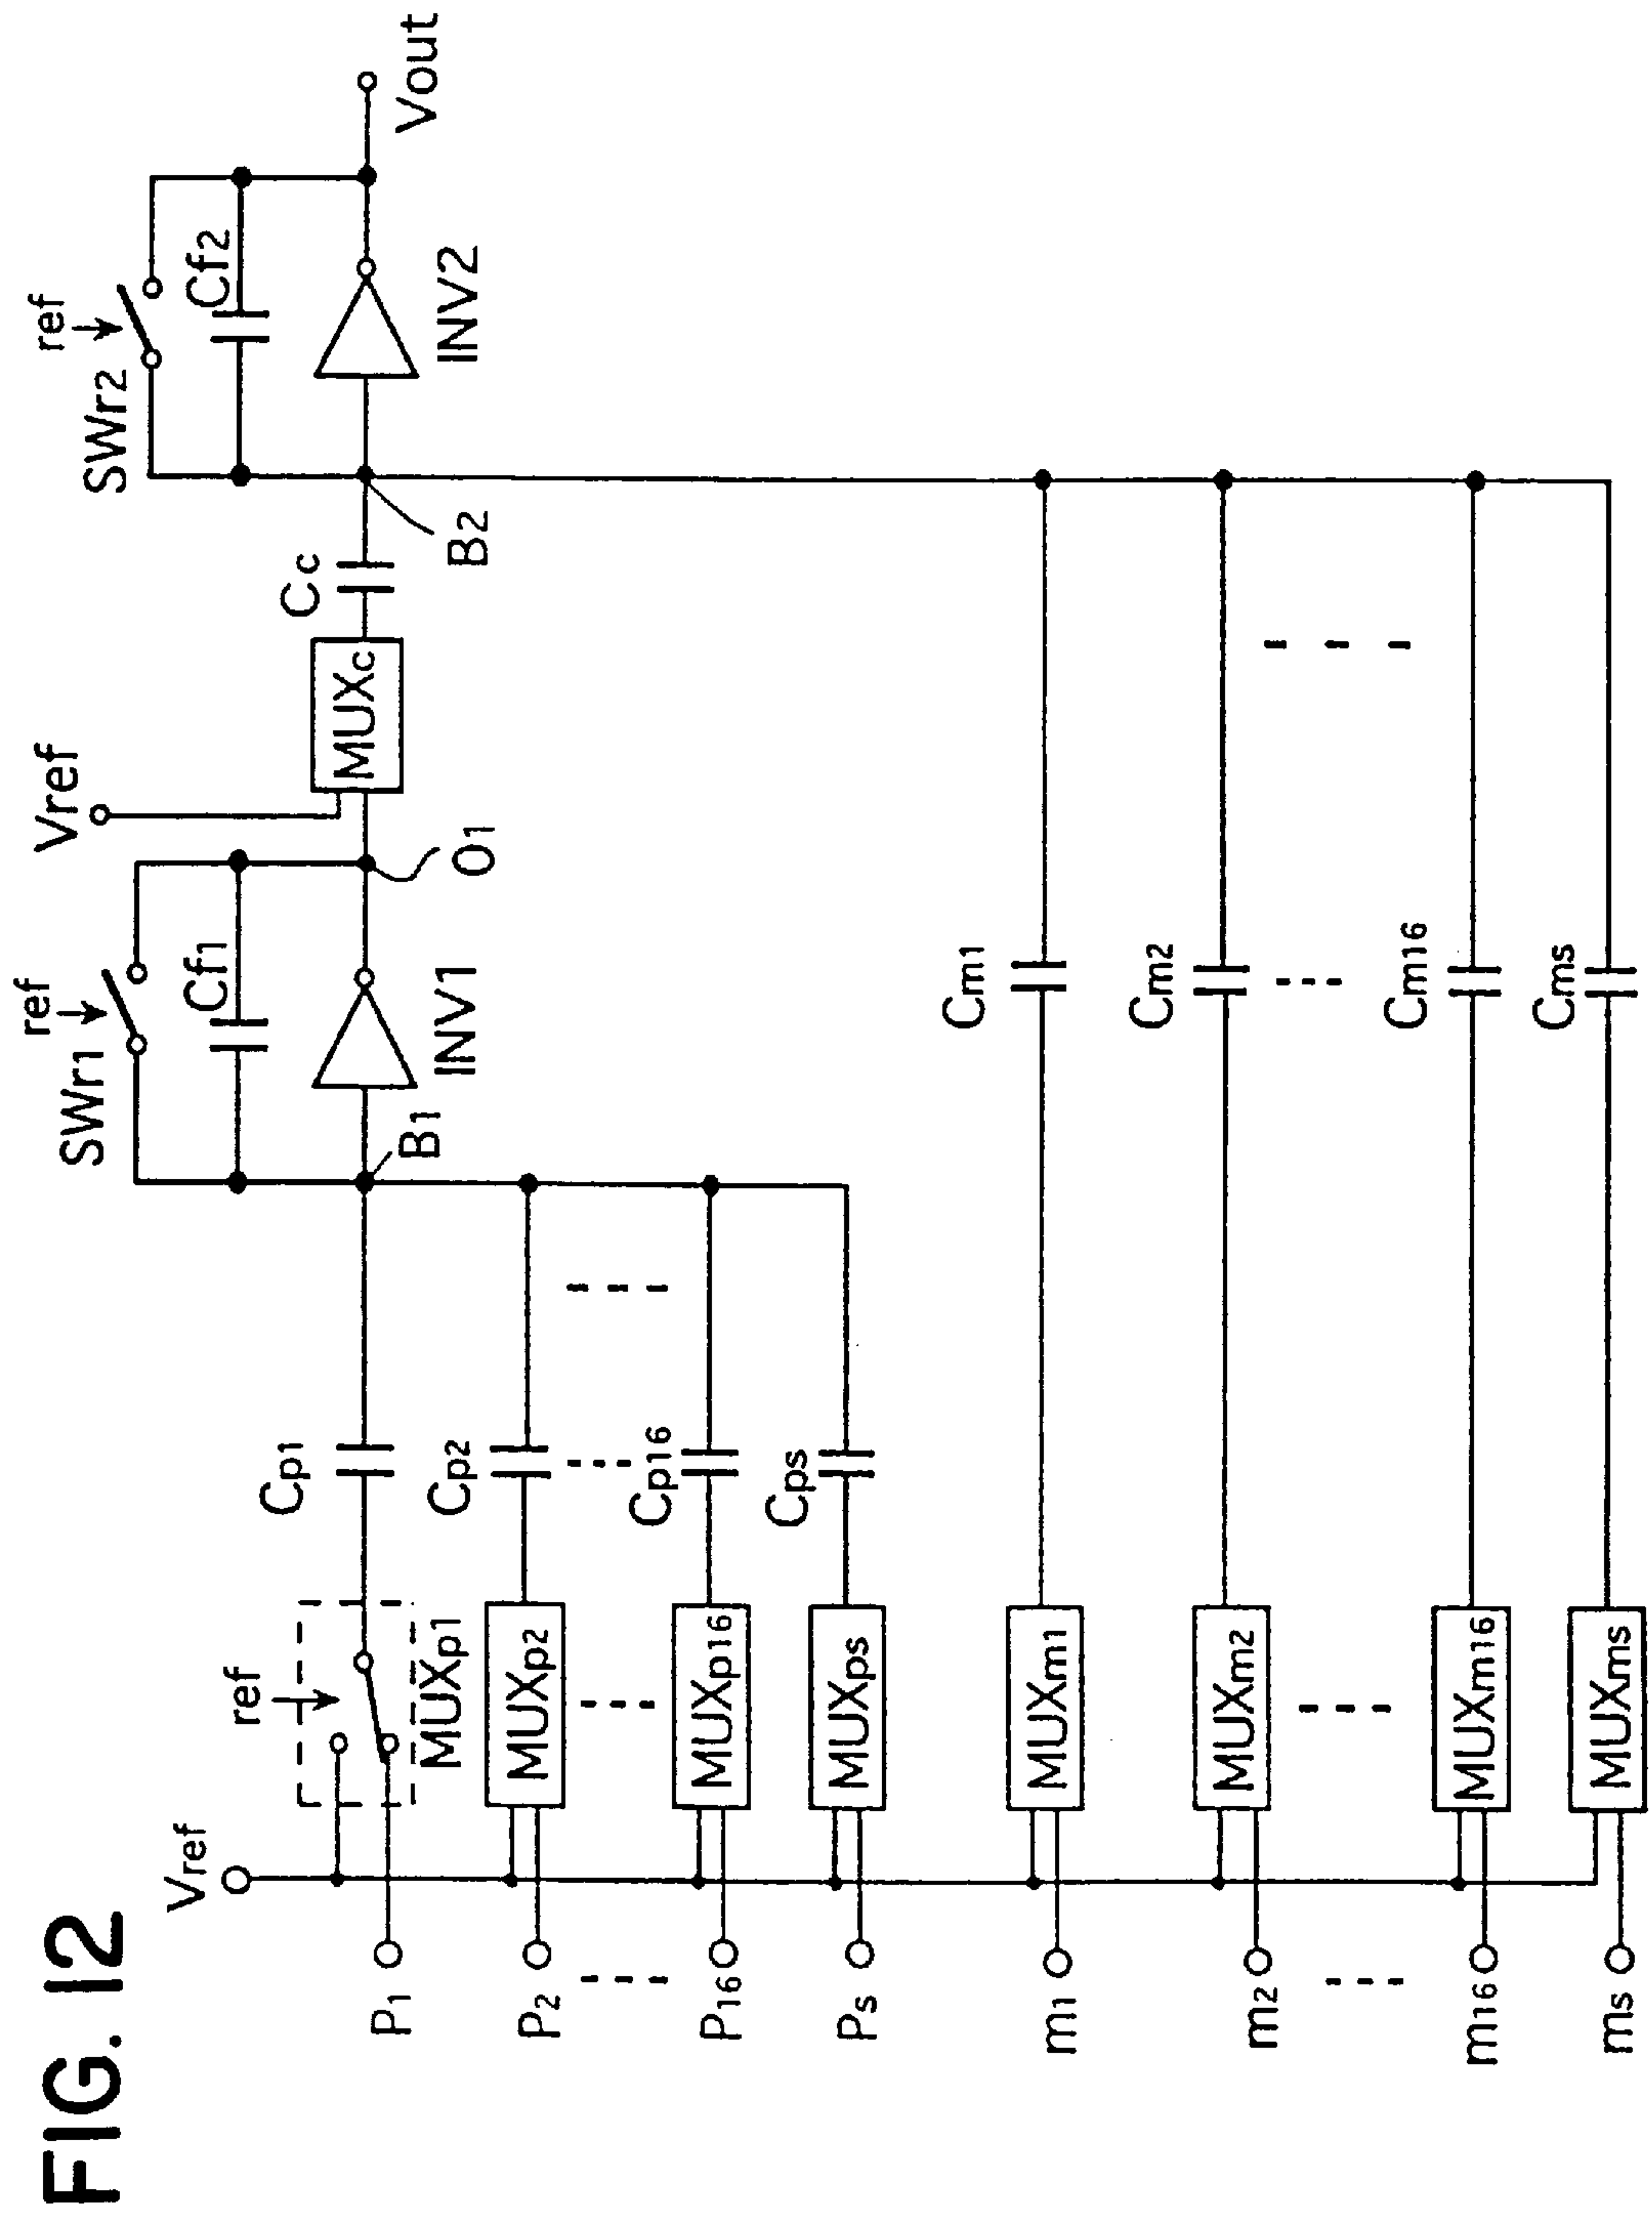 FIG. 12
Vref
P1
P2
P16
Ps
m1
m2
m16
ms
ref
MUXp1
MUXp2
MUXp16
MUXps
MUXm1
MUXm2
MUXm16
MUXms
Cp1
Cp2
Cp16
Cps
Cm1
Cm2
Cm16
Cms
ref
SWr1
Cf1
INV1
B1
O1
Vref
MUXc
Cc
B2
ref
SWr2
Cf2
INV2
Vout